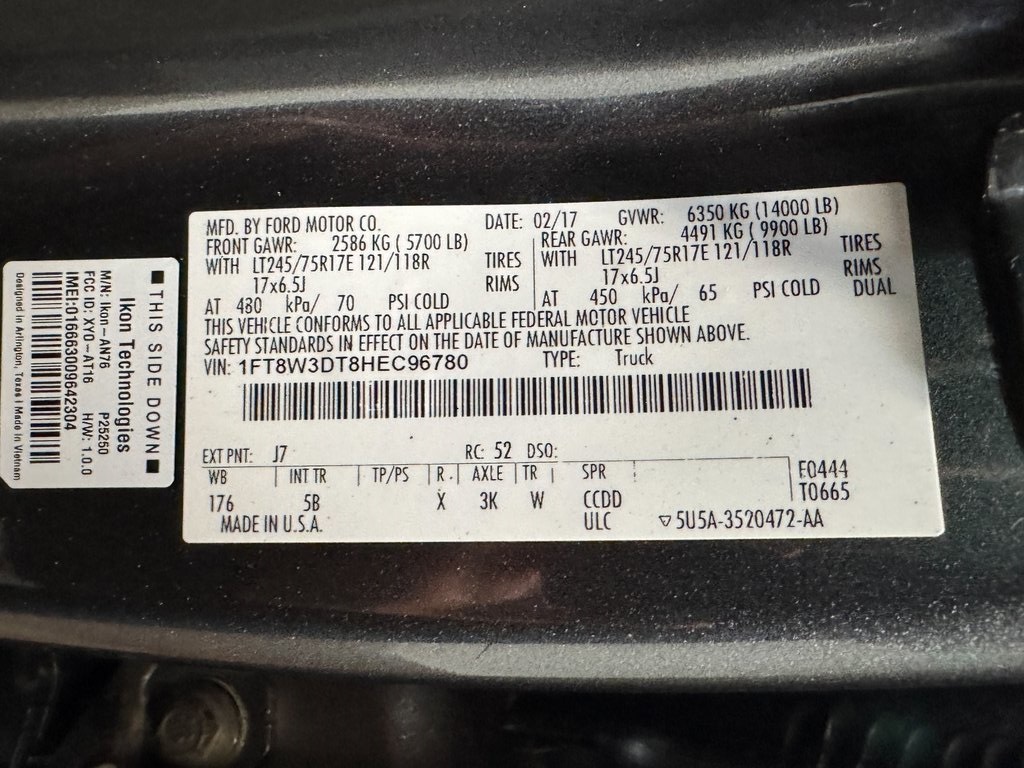 MFD. BY FORD MOTOR CO. DATE: 02/17 GVWR: 6350 KG (14000 LB)
FRONT GAWR: 2586 KG ( 5700 LB) REAR GAWR: 4491 KG ( 9900 LB)
WITH LT245/75R17E 121/118R TIRES WITH LT245/75R17E 121/118R TIRES
17x6.5J RIMS 17x6.5J RIMS
AT 480 kPa/ 70 PSI COLD AT 450 kPa/ 65 PSI COLD DUAL
THIS VEHICLE CONFORMS TO ALL APPLICABLE FEDERAL MOTOR VEHICLE
SAFETY STANDARDS IN EFFECT ON THE DATE OF MANUFACTURE SHOWN ABOVE.
VIN: 1FT8W3DT8HEC96780 TYPE: Truck
EXT PNT: J7 RC: 52 DSO:
WB INT TR TP/PS R. AXLE TR SPR F0444
176 5B X 3K W CCDD T0665
MADE IN U.S.A. ULC ▽5U5A-3520472-AA
■ THIS SIDE DOWN ■
Ikon Technologies
M/N: Ikon-AN76 P25250
FCC ID: XYO-AT16 H/W: 1.0.0
IMEI:016663009642304
Designed in Arlington, Texas | Made in Vietnam